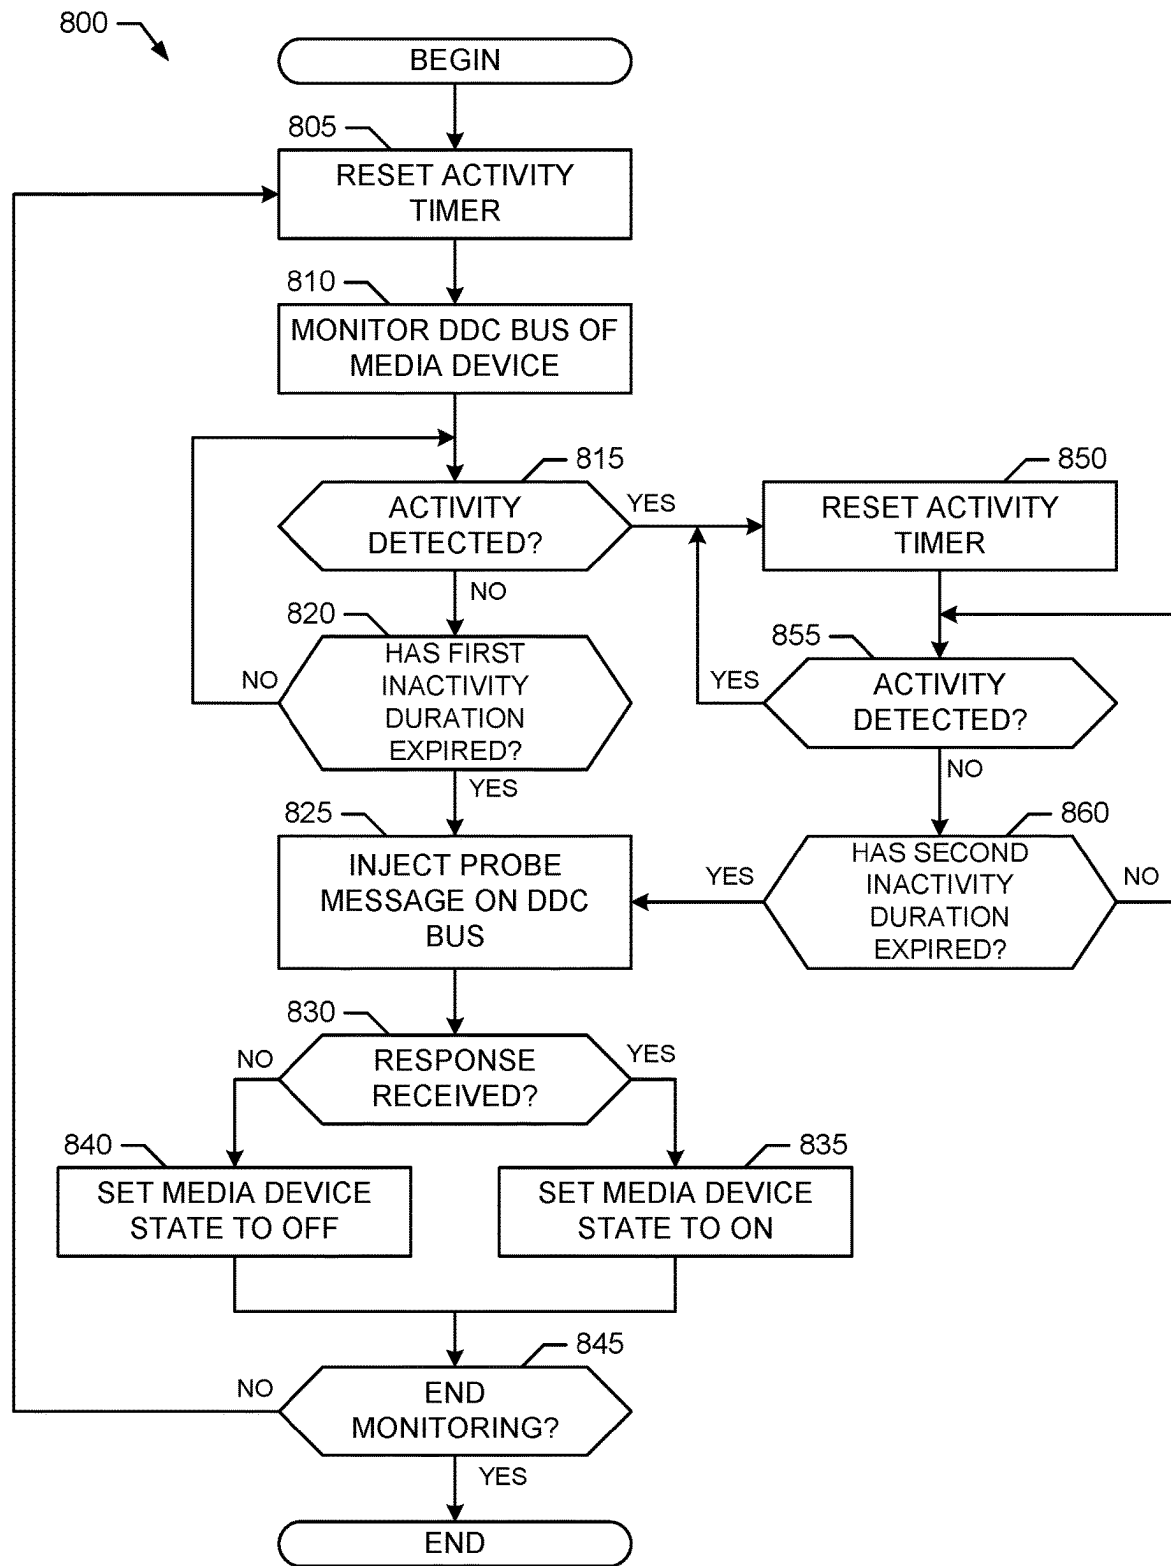 800
BEGIN
805
RESET ACTIVITY
TIMER
810
MONITOR DDC BUS OF
MEDIA DEVICE
815
ACTIVITY
DETECTED?
YES
NO
850
RESET ACTIVITY
TIMER
820
HAS FIRST
INACTIVITY
DURATION
EXPIRED?
NO
YES
855
ACTIVITY
DETECTED?
YES
NO
825
INJECT PROBE
MESSAGE ON DDC
BUS
860
HAS SECOND
INACTIVITY
DURATION
EXPIRED?
YES
NO
830
RESPONSE
RECEIVED?
NO
YES
840
SET MEDIA DEVICE
STATE TO OFF
835
SET MEDIA DEVICE
STATE TO ON
845
END
MONITORING?
NO
YES
END